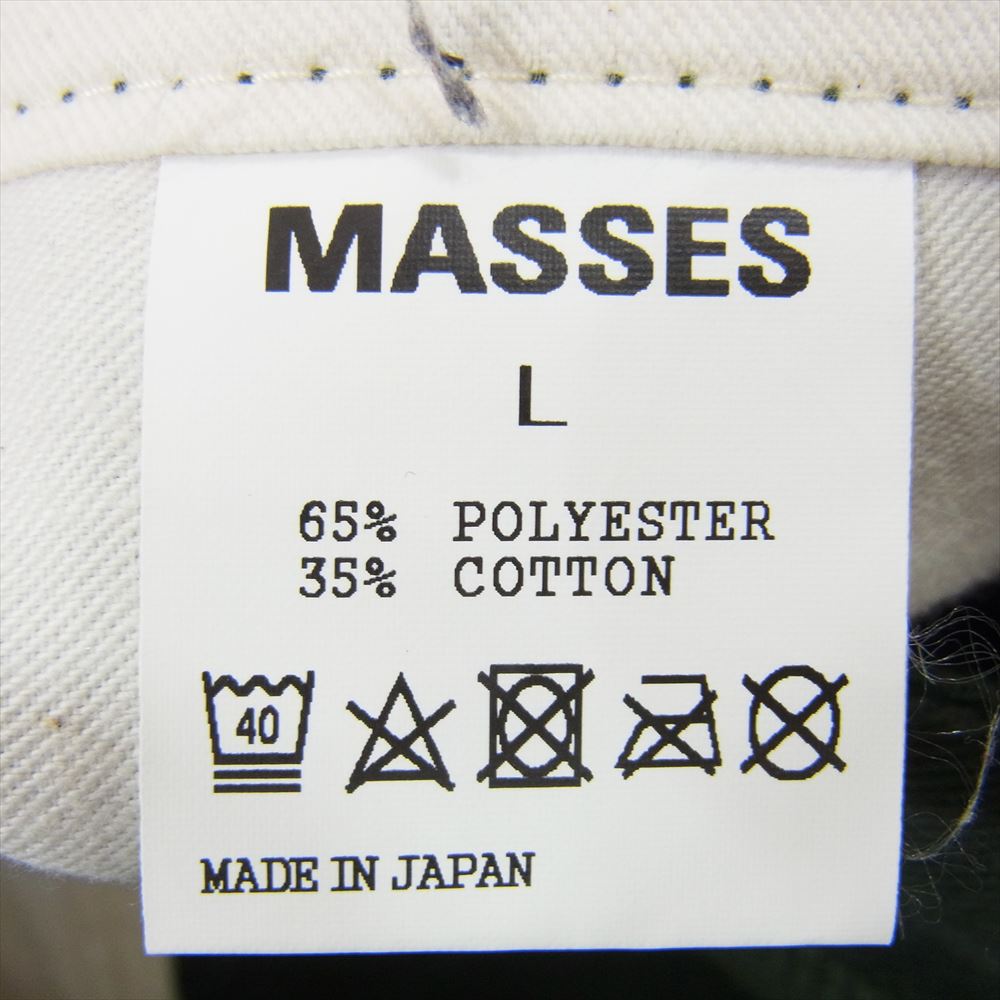 MASSES
L
65% POLYESTER
35% COTTON
40
MADE IN JAPAN